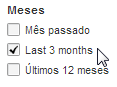 Meses
Mês passado
Last 3 months
Últimos 12 meses